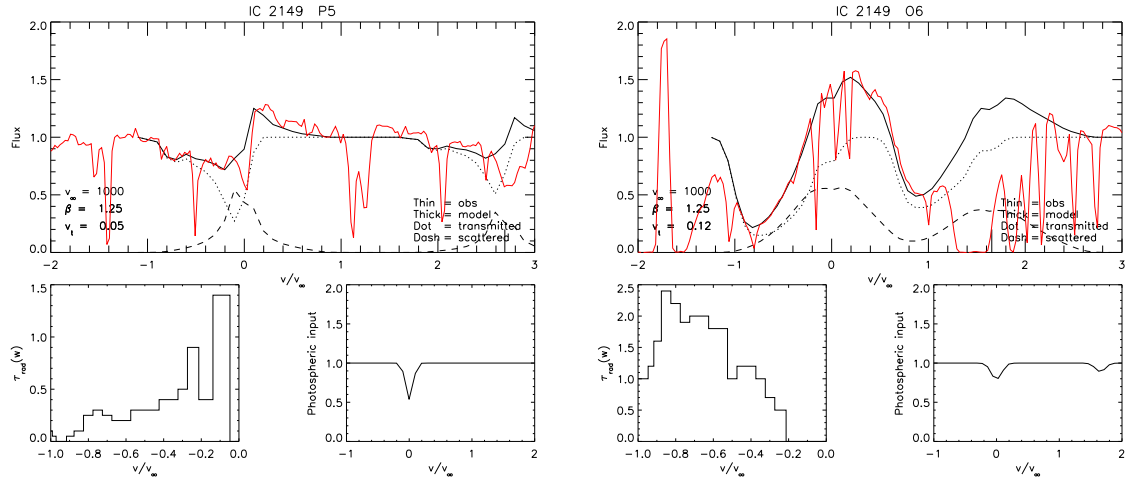 IC 2149 P5
2.0
1.5
1.0
0.5
0.0
Flux
v∞ = 1000
β = 1.25
vt = 0.05
Thin = obs
Thick = model
Dot = transmitted
Dash = scattered
−2 −1 0 1 2 3
v/v∞
1.5
1.0
0.5
0.0
τrad(w)
−1.0 −0.8 −0.6 −0.4 −0.2 0.0
v/v∞
2.0
1.5
1.0
0.5
0.0
Photospheric input
−1 0 1 2
v/v∞
IC 2149 O6
2.0
1.5
1.0
0.5
0.0
Flux
v∞ = 1000
β = 1.25
vt = 0.12
Thin = obs
Thick = model
Dot = transmitted
Dash = scattered
−2 −1 0 1 2 3
v/v∞
2.5
2.0
1.5
1.0
0.5
0.0
τrad(w)
−1.0 −0.8 −0.6 −0.4 −0.2 0.0
v/v∞
2.0
1.5
1.0
0.5
0.0
Photospheric input
−1 0 1 2
v/v∞